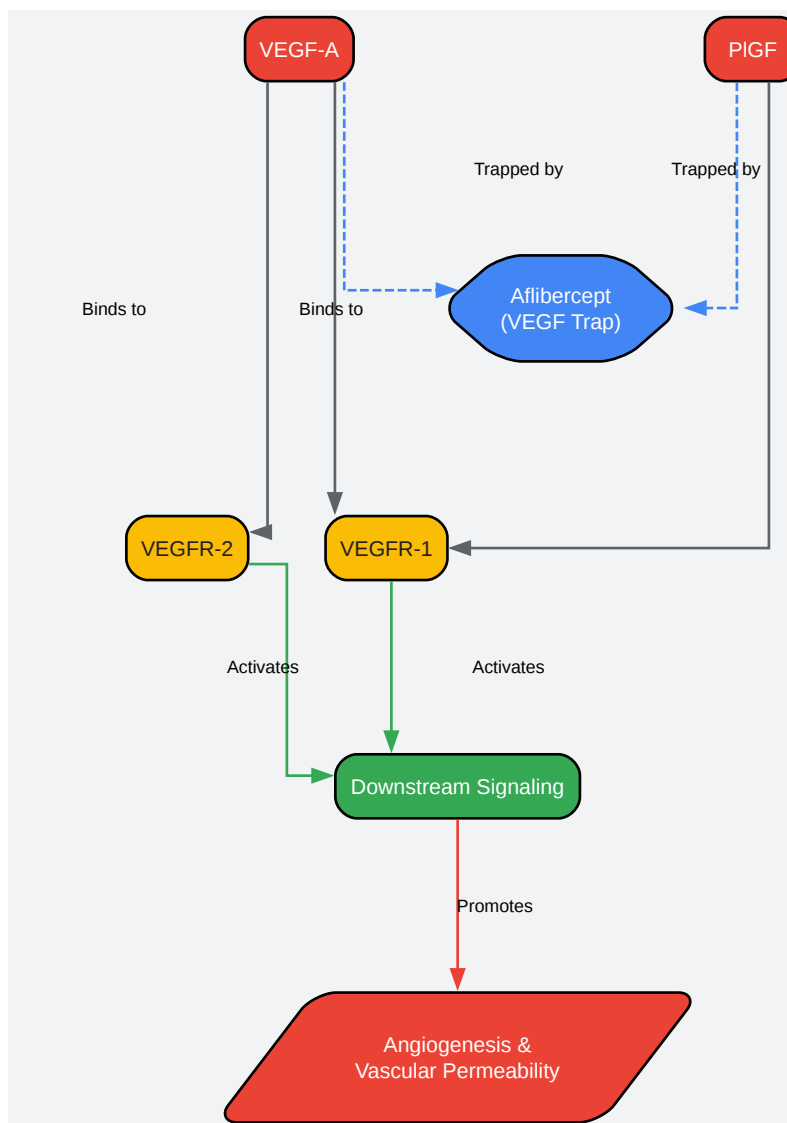 VEGF-A
PlGF
Trapped by
Trapped by
Aflibercept
(VEGF Trap)
Binds to
Binds to
VEGFR-2
VEGFR-1
Activates
Activates
Downstream Signaling
Promotes
Angiogenesis &
Vascular Permeability